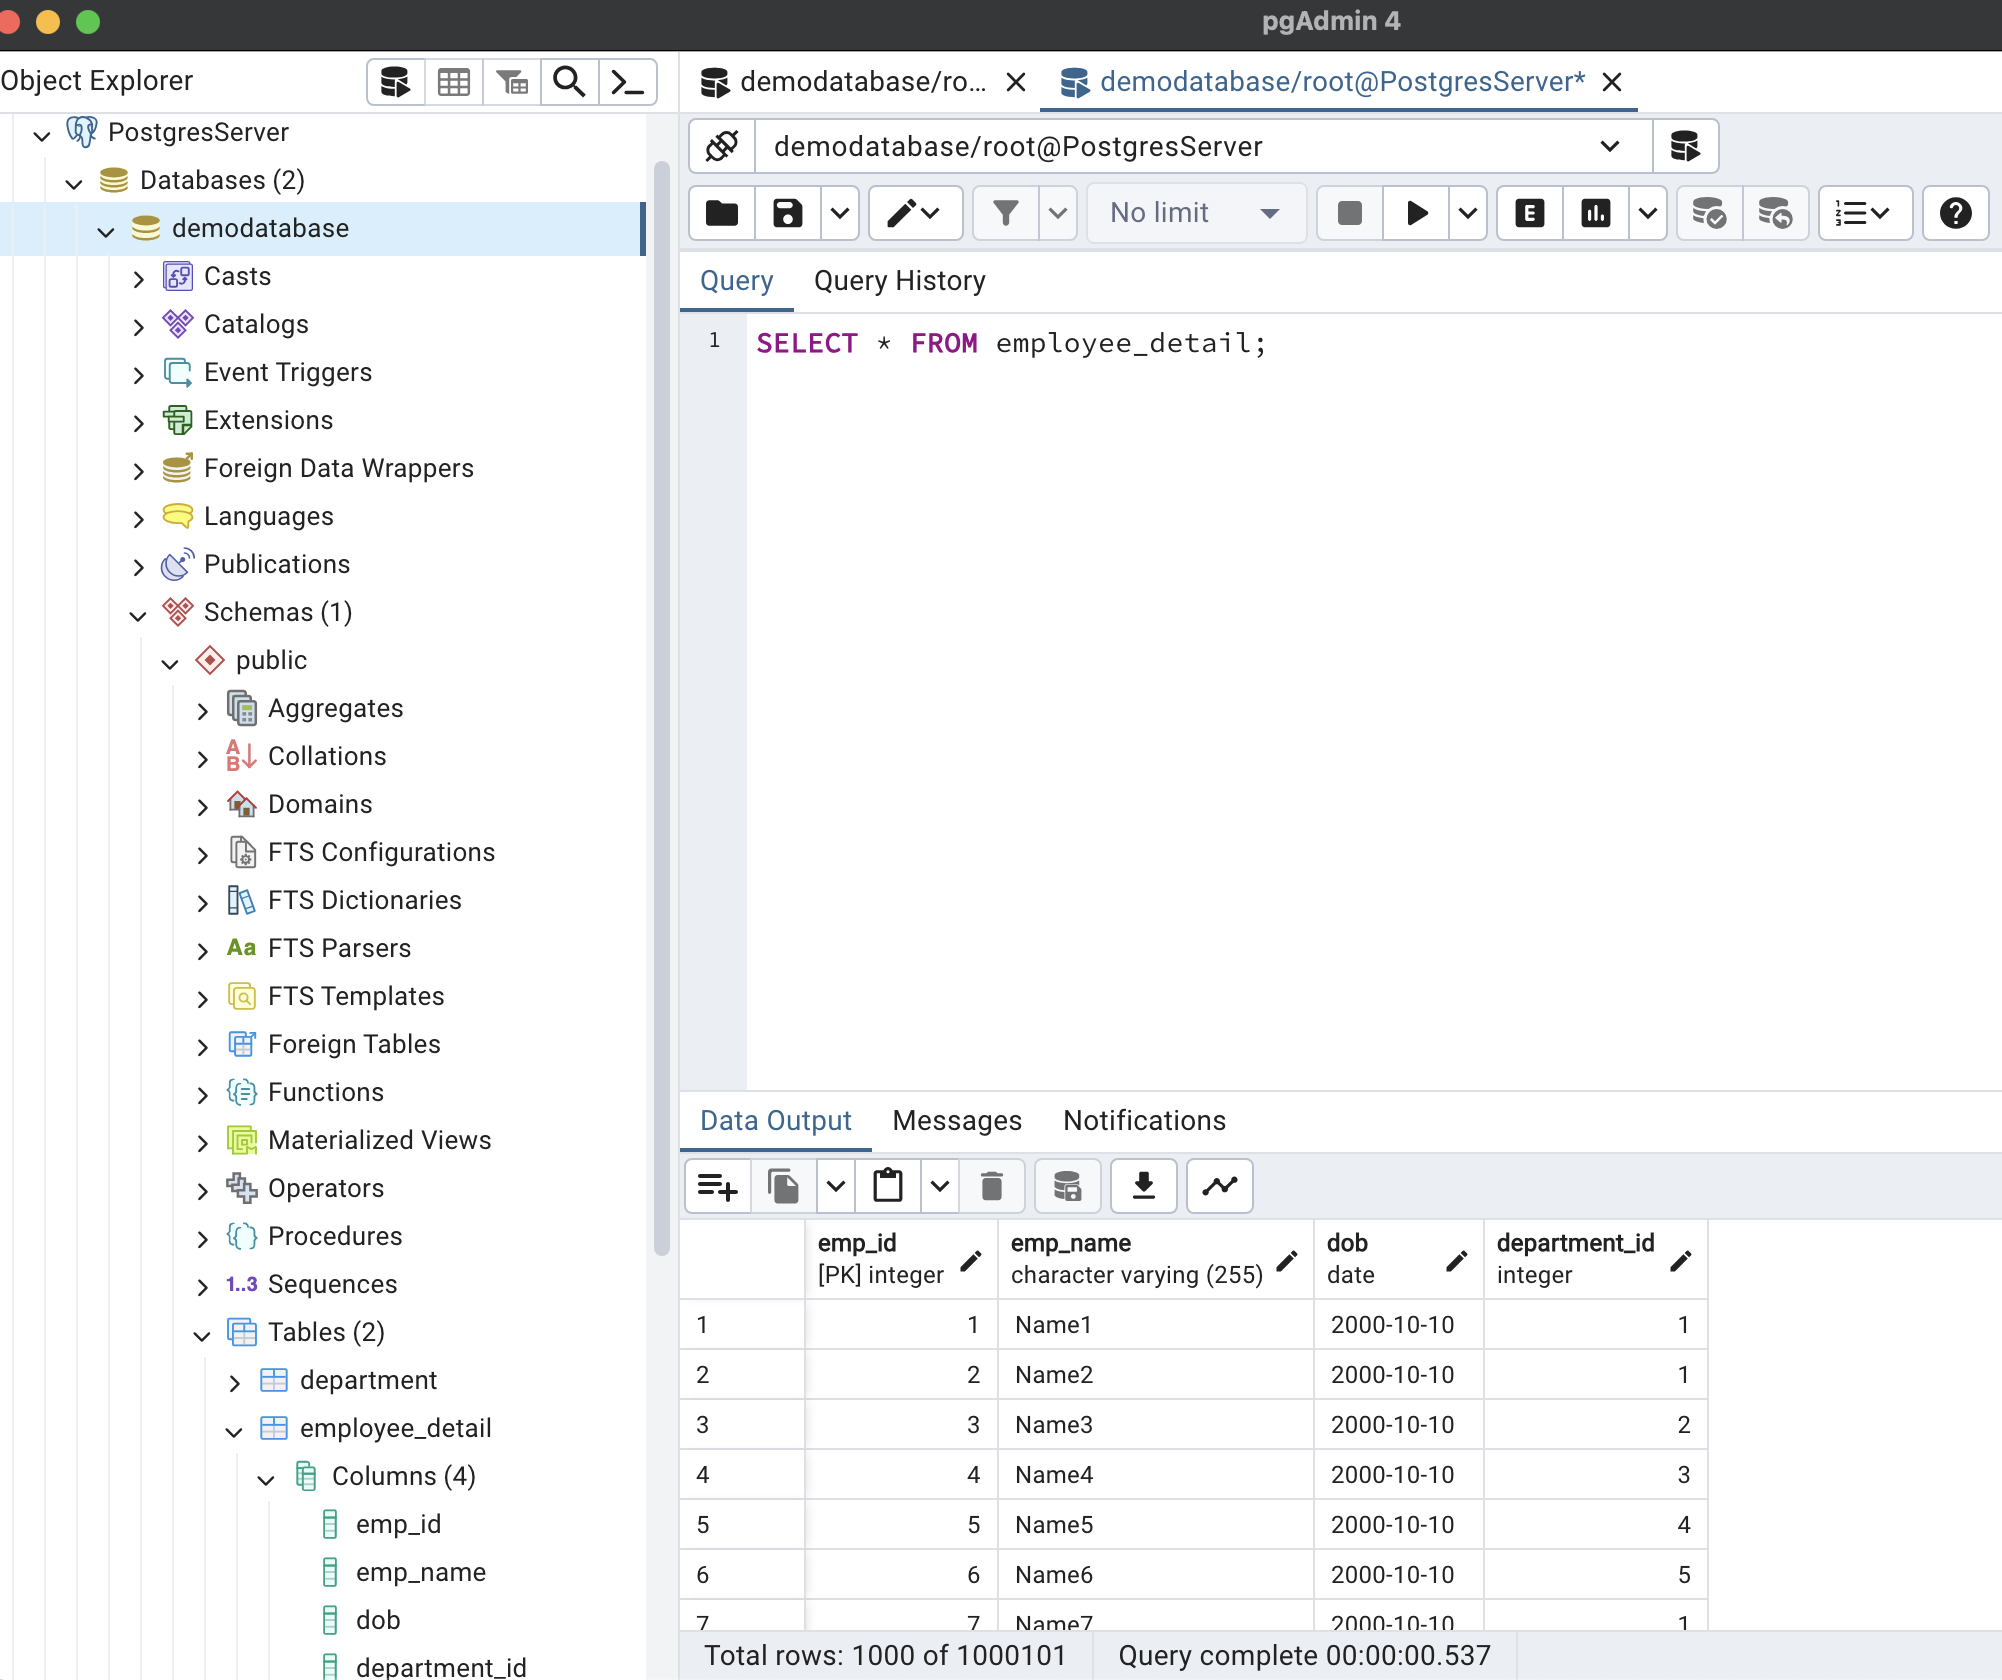 pgAdmin 4
Object Explorer
PostgresServer
Databases (2)
demodatabase
Casts
Catalogs
Event Triggers
Extensions
Foreign Data Wrappers
Languages
Publications
Schemas (1)
public
Aggregates
Collations
Domains
FTS Configurations
FTS Dictionaries
Aa FTS Parsers
FTS Templates
Foreign Tables
Functions
Materialized Views
Operators
Procedures
1..3 Sequences
Tables (2)
department
employee_detail
Columns (4)
emp_id
emp_name
dob
department_id
demodatabase/ro... demodatabase/root@PostgresServer*
demodatabase/root@PostgresServer
No limit E
Query Query History
1 SELECT * FROM employee_detail;
Data Output Messages Notifications
emp_id emp_name dob department_id
[PK] integer character varying (255) date integer
1 1 Name1 2000-10-10 1
2 2 Name2 2000-10-10 1
3 3 Name3 2000-10-10 2
4 4 Name4 2000-10-10 3
5 5 Name5 2000-10-10 4
6 6 Name6 2000-10-10 5
7 7 Name7 2000-10-10 1
Total rows: 1000 of 1000101 Query complete 00:00:00.537